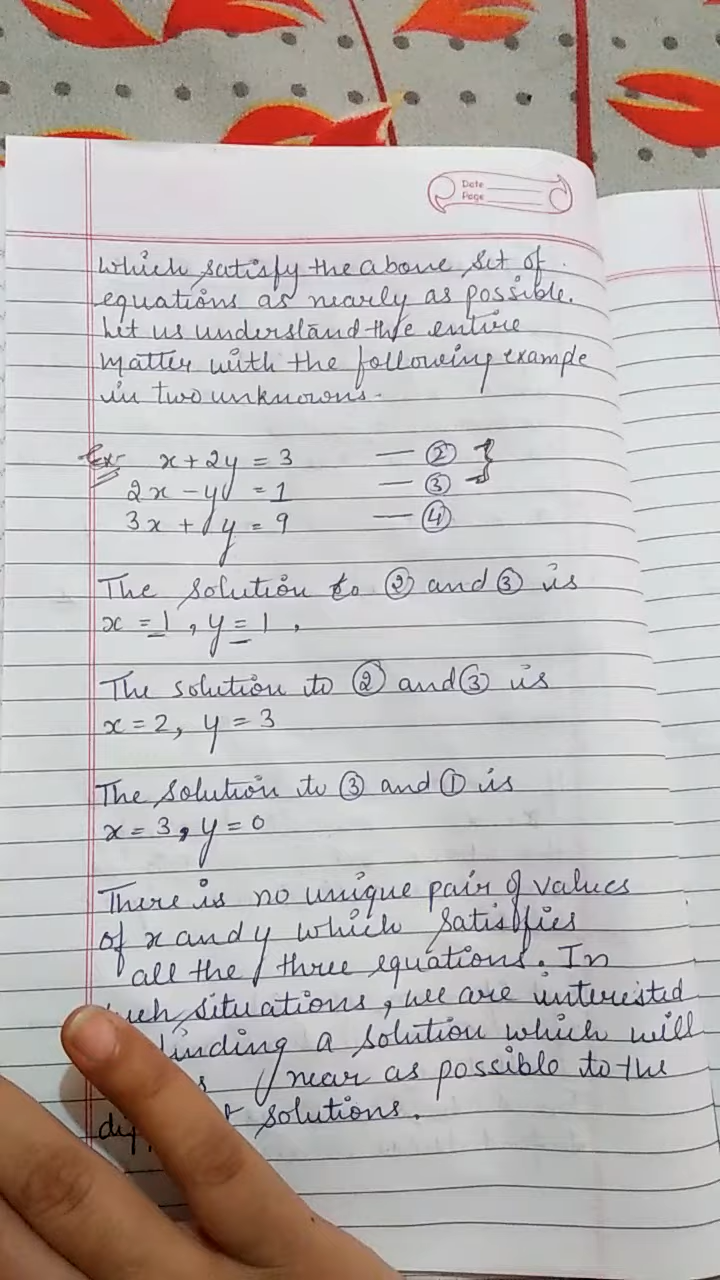 Date
Page
which satisfy the above set of
equations as nearly as possible.
Let us understand the entire
matter with the following example
in two unknowns.
Ex- x + 2y = 3 — ②
2x - y = 1 — ③
3x + y = 9 — ④
The solution to ② and ③ is
x = 1, y = 1,
The solution to ② and ③ is
x = 2, y = 3
The solution to ③ and ① is
x = 3, y = 0
There is no unique pair of values
of x and y which satisfies
all the three equations. In
situations, we are interested
finding a solution which will
near as possible to the
solutions.